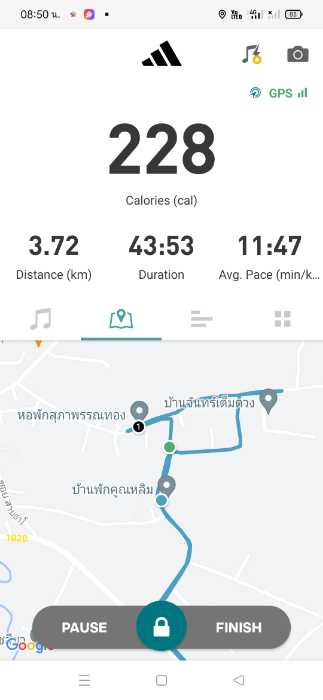 08:50 น.
GPS
228
Calories (cal)
3.72 43:53 11:47
Distance (km) Duration Avg. Pace (min/k...
บ้านจันทร์เต็มดวง
หอพักสุภาพรรณทอง
1
บ้านพักคูณหลิม
1020
Google
PAUSE FINISH